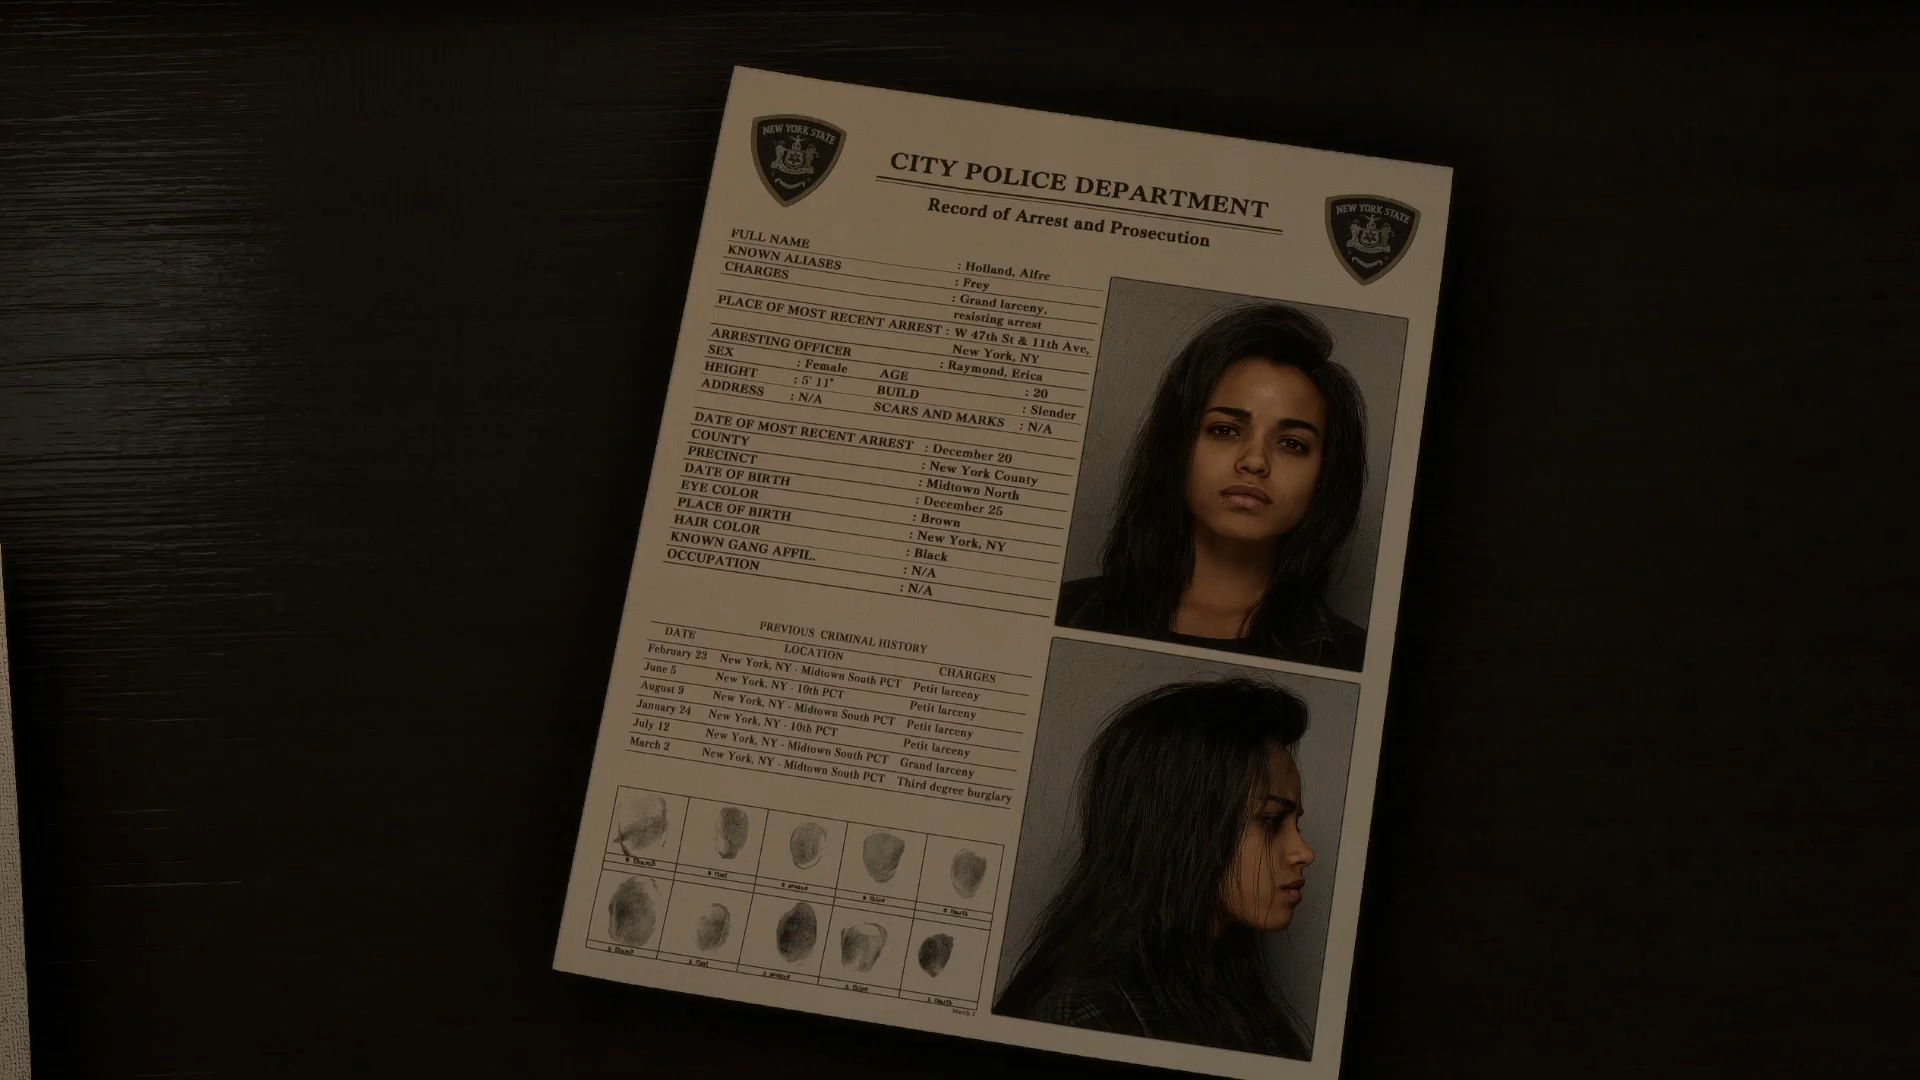 NEW YORK STATE
CITY POLICE DEPARTMENT
Record of Arrest and Prosecution
NEW YORK STATE
FULL NAME : Holland, Alfre
KNOWN ALIASES : Frey
CHARGES : Grand larceny,
resisting arrest
PLACE OF MOST RECENT ARREST : W 47th St & 11th Ave,
New York, NY
ARRESTING OFFICER : Raymond, Erica
SEX : Female AGE : 20
HEIGHT : 5' 11" BUILD : Slender
ADDRESS : N/A SCARS AND MARKS : N/A
DATE OF MOST RECENT ARREST : December 20
COUNTY : New York County
PRECINCT : Midtown North
DATE OF BIRTH : December 25
EYE COLOR : Brown
PLACE OF BIRTH : New York, NY
HAIR COLOR : Black
KNOWN GANG AFFIL. : N/A
OCCUPATION : N/A
PREVIOUS CRIMINAL HISTORY
DATE LOCATION CHARGES
February 23 New York, NY - Midtown South PCT Petit larceny
June 5 New York, NY - 10th PCT Petit larceny
August 9 New York, NY - Midtown South PCT Petit larceny
January 24 New York, NY - 10th PCT Petit larceny
July 12 New York, NY - Midtown South PCT Grand larceny
March 2 New York, NY - Midtown South PCT Third degree burglary